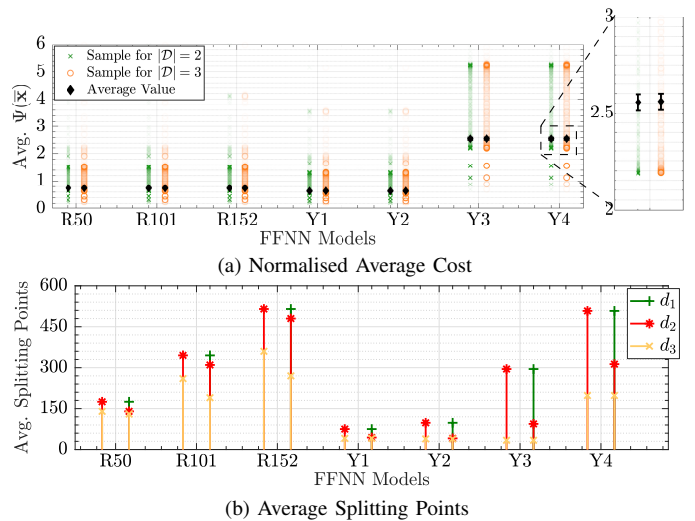 Avg. Ψ(x̅)
6
5
4
3
2
1
0
× Sample for |𝒟| = 2
○ Sample for |𝒟| = 3
◆ Average Value
3
2.5
2
R50 R101 R152 Y1 Y2 Y3 Y4
FFNN Models
(a) Normalised Average Cost
Avg. Splitting Points
600
450
300
150
0
d₁
d₂
d₃
R50 R101 R152 Y1 Y2 Y3 Y4
FFNN Models
(b) Average Splitting Points